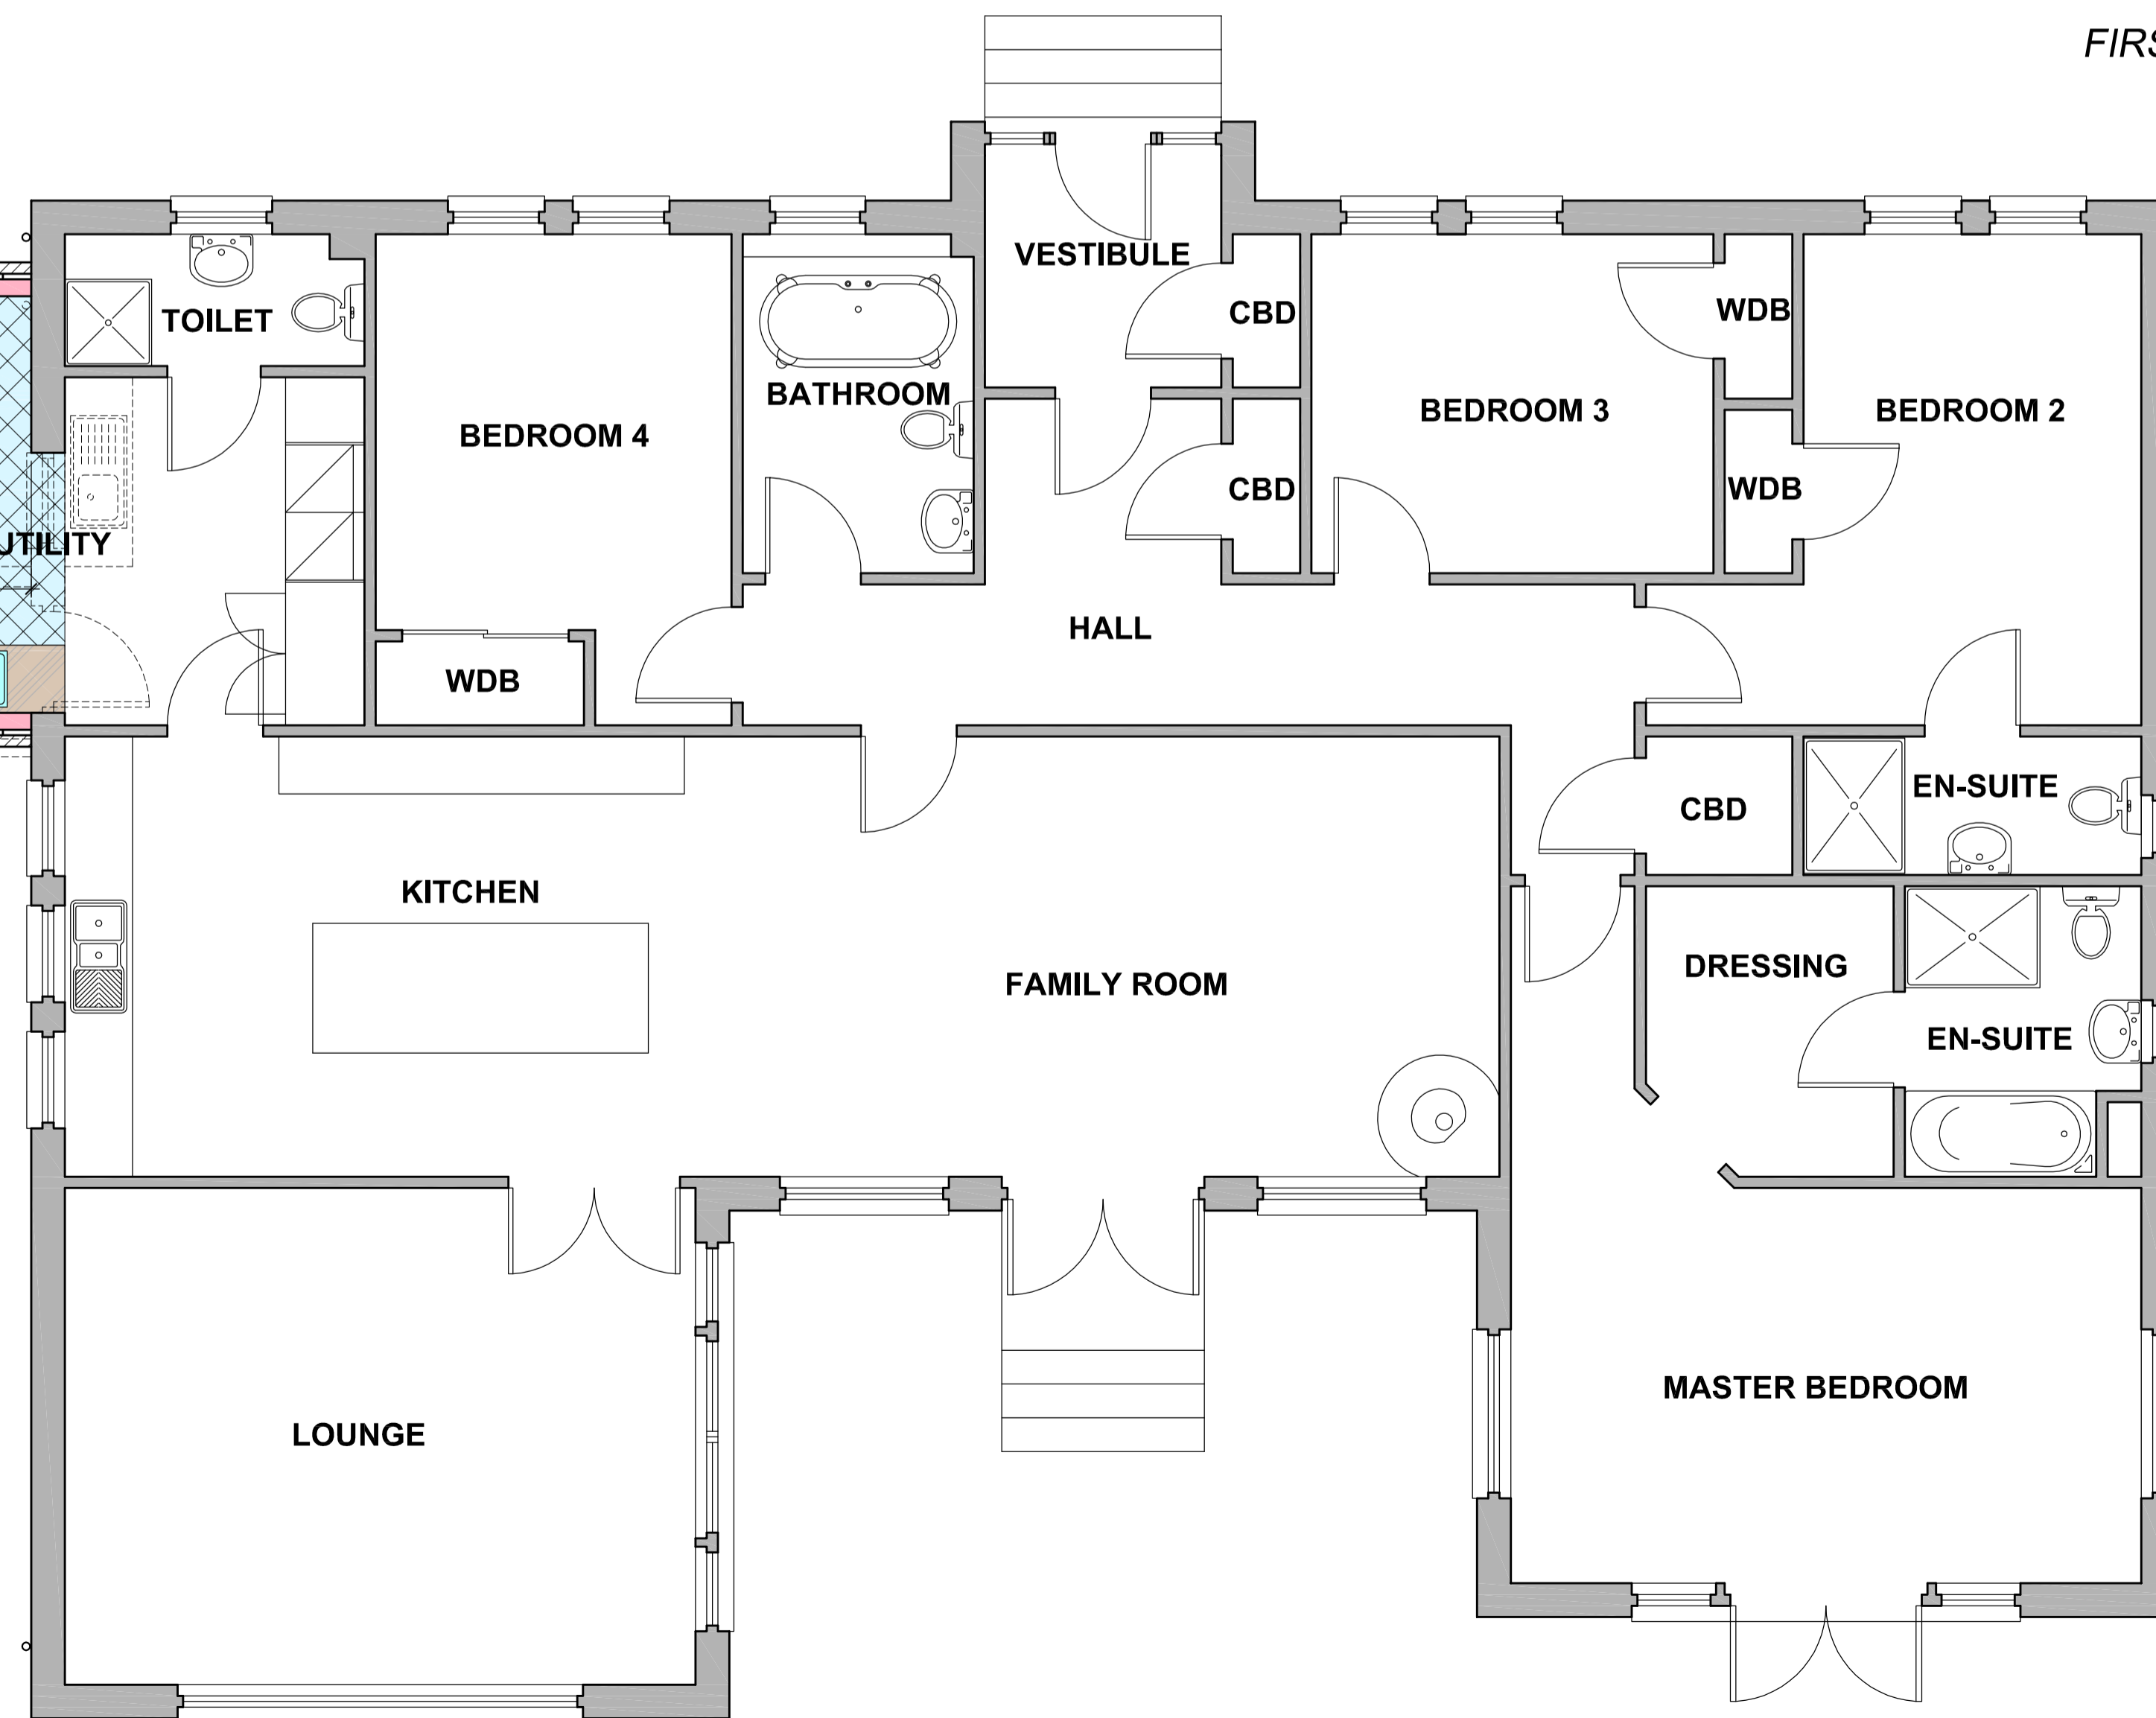 FIRS
VESTIBULE
TOILET
CBD
WDB
BATHROOM
BEDROOM 4
BEDROOM 3
BEDROOM 2
CBD
WDB
UTILITY
HALL
WDB
EN-SUITE
CBD
KITCHEN
FAMILY ROOM
DRESSING
EN-SUITE
MASTER BEDROOM
LOUNGE